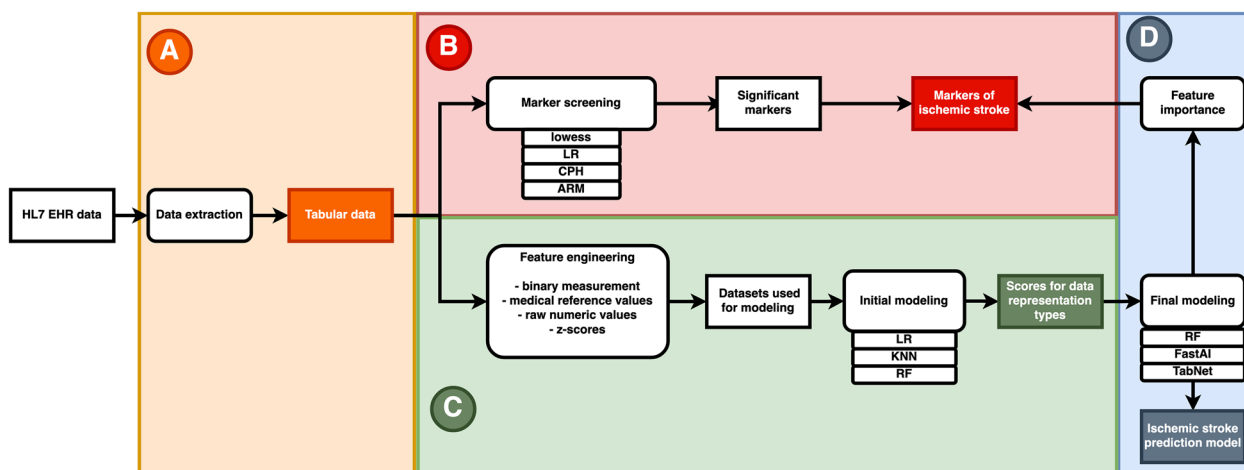 A
B
D
Marker screening
lowess
LR
CPH
ARM
Significant
markers
Markers of
ischemic stroke
Feature
importance
HL7 EHR data
Data extraction
Tabular data
Feature engineering
- binary measurement
- medical reference values
- raw numeric values
- z-scores
Datasets used
for modeling
Initial modeling
LR
KNN
RF
Scores for data
representation
types
Final modeling
RF
FastAI
TabNet
C
Ischemic stroke
prediction model